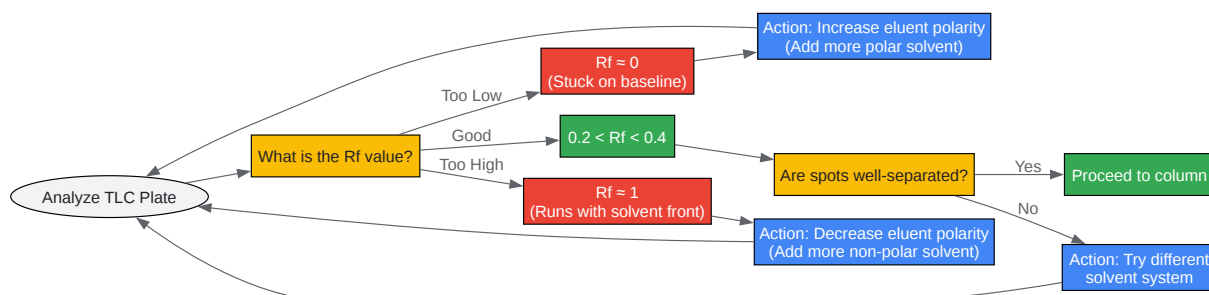 Action: Increase eluent polarity
(Add more polar solvent)
Rf ≈ 0
(Stuck on baseline)
Too Low
Good
0.2 < Rf < 0.4
What is the Rf value?
Too High
Are spots well-separated?
Yes
Proceed to column
Analyze TLC Plate
Rf ≈ 1
(Runs with solvent front)
No
Action: Decrease eluent polarity
(Add more non-polar solvent)
Action: Try different
solvent system